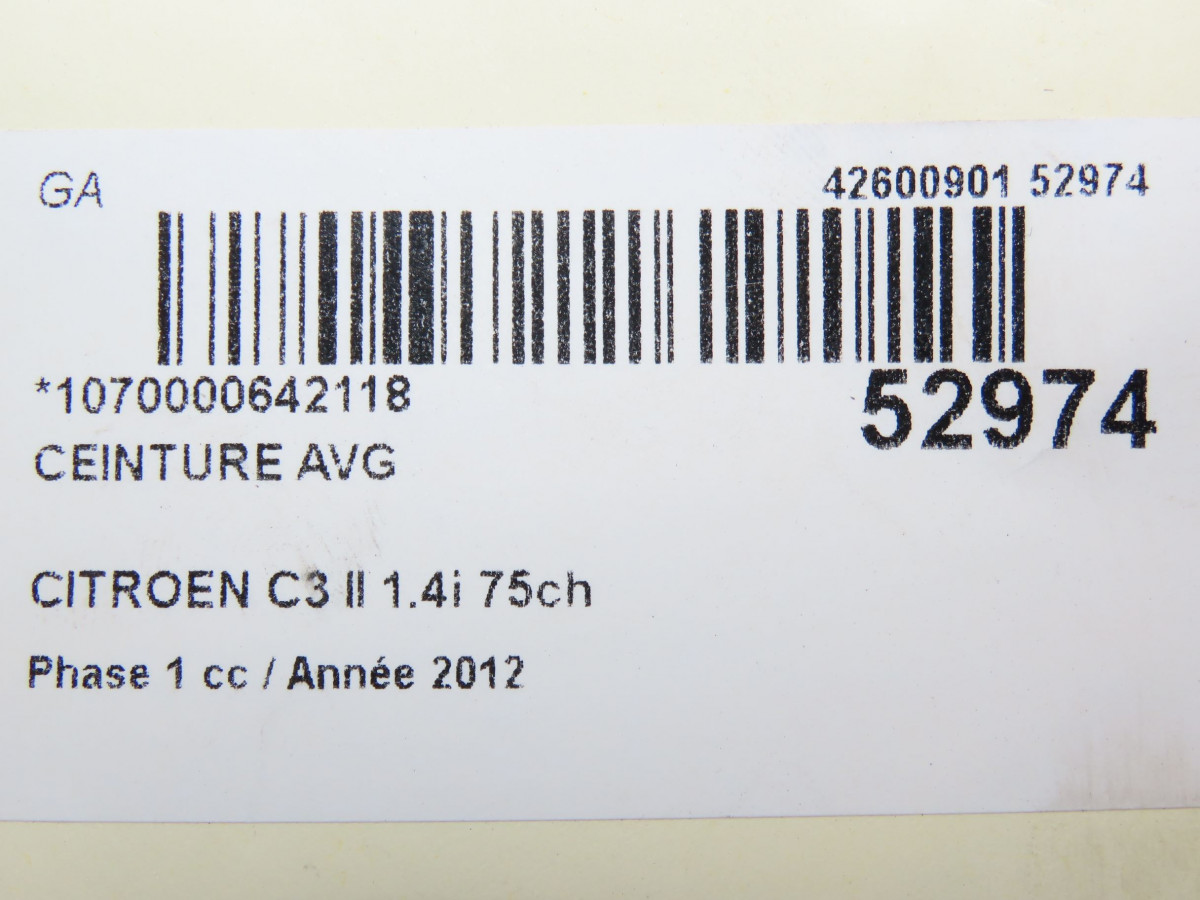 GA 42600901 52974
*1070000642118 52974
CEINTURE AVG
CITROEN C3 II 1.4i 75ch
Phase 1 cc / Année 2012